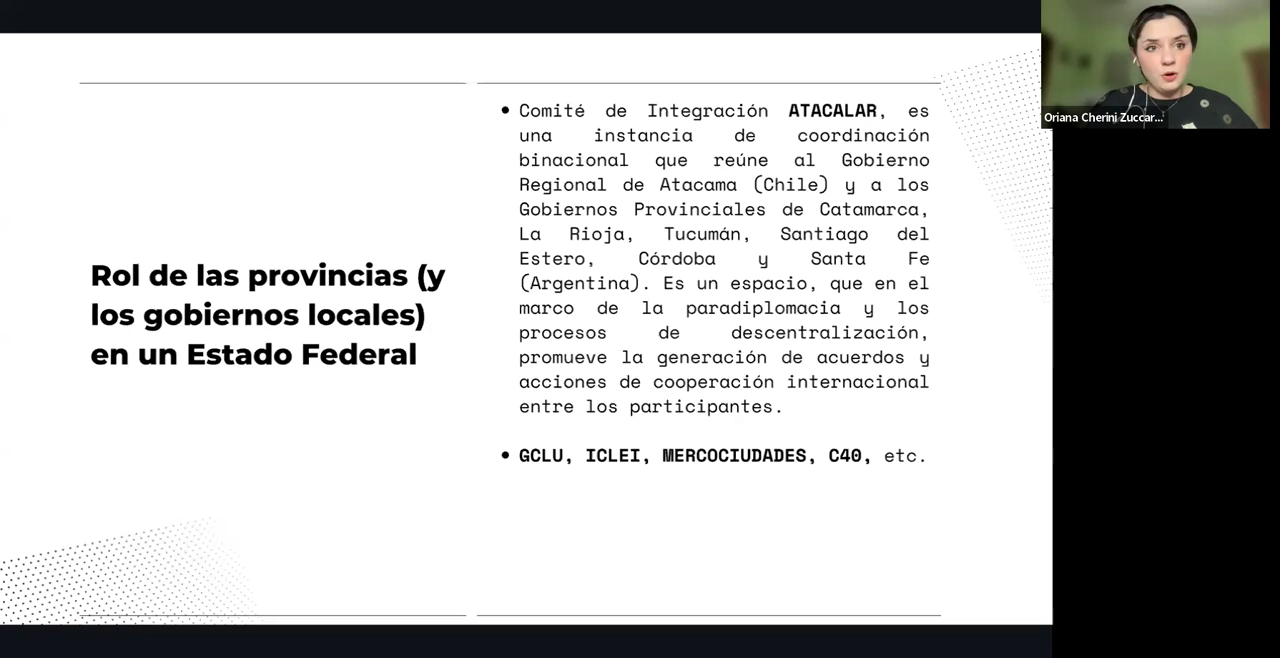 Rol de las provincias (y
los gobiernos locales)
en un Estado Federal
• Comité de Integración ATACALAR, es
una instancia de coordinación
binacional que reúne al Gobierno
Regional de Atacama (Chile) y a los
Gobiernos Provinciales de Catamarca,
La Rioja, Tucumán, Santiago del
Estero, Córdoba y Santa Fe
(Argentina). Es un espacio, que en el
marco de la paradiplomacia y los
procesos de descentralización,
promueve la generación de acuerdos y
acciones de cooperación internacional
entre los participantes.
• GCLU, ICLEI, MERCOCIUDADES, C40, etc.
Oriana Cherini Zuccar...